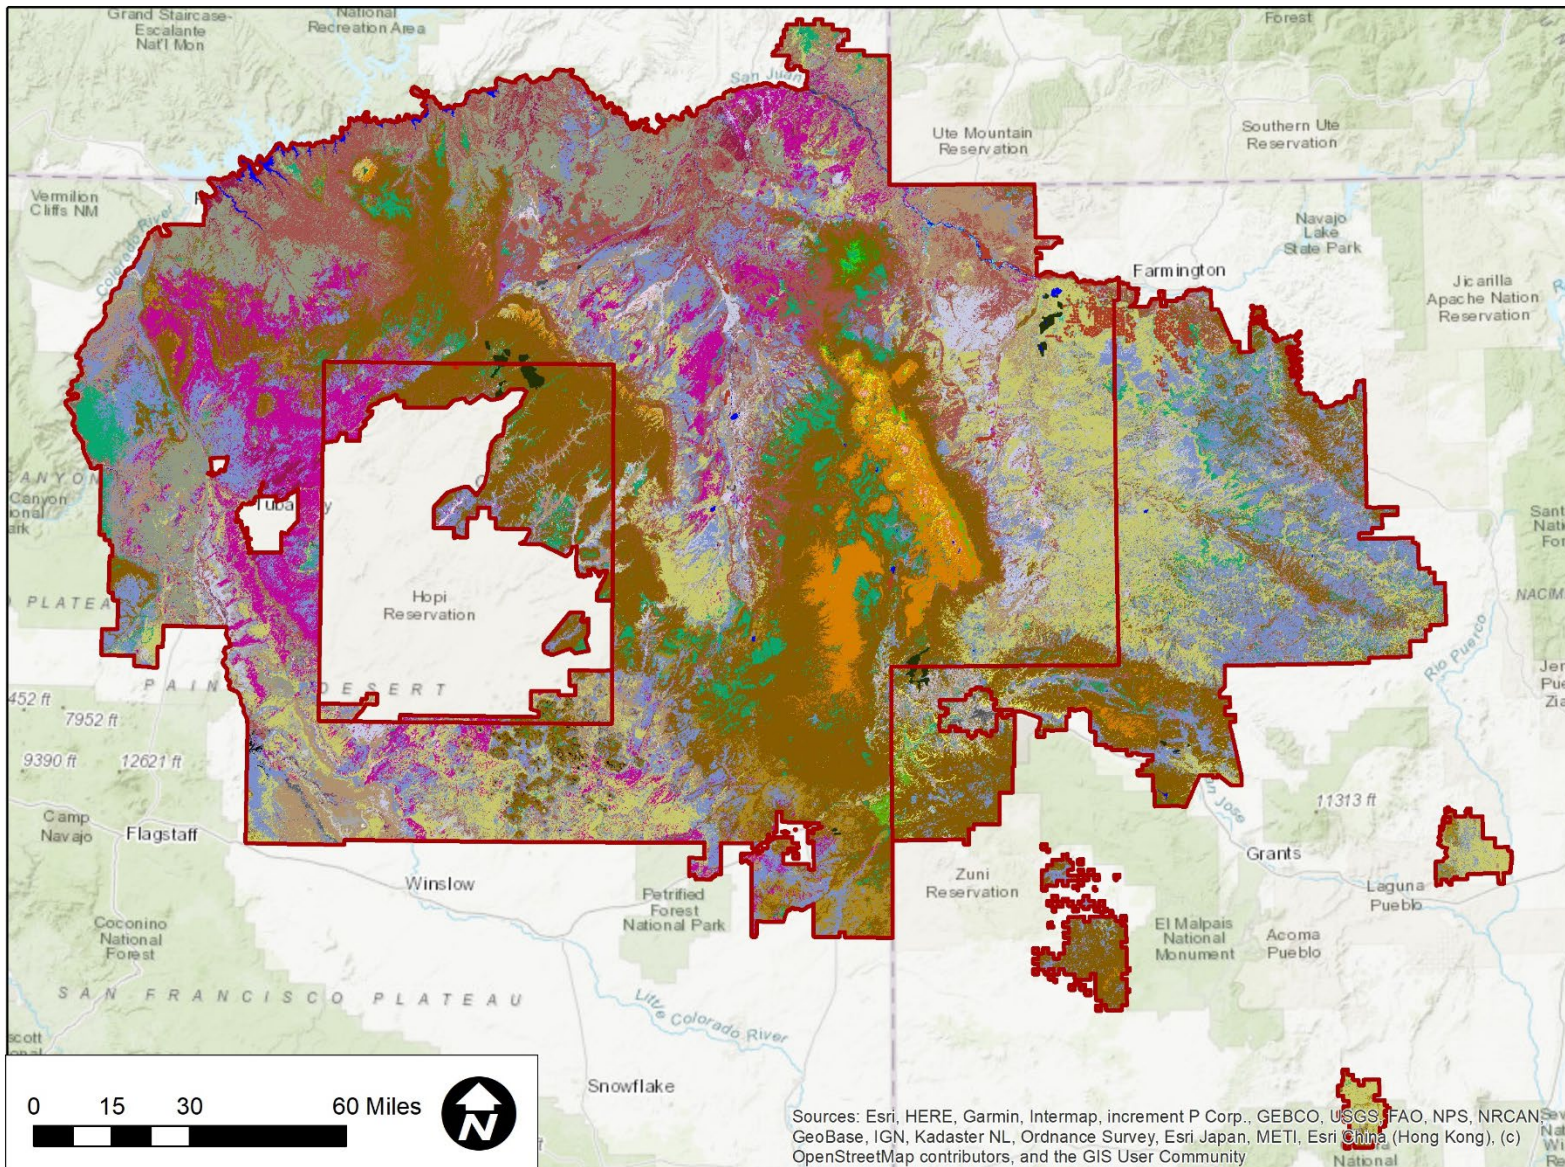 Grand Staircase-
Escalante
Nat'l Mon
National
Recreation Area
Forest
San Juan
Ute Mountain
Reservation
Southern Ute
Reservation
Vermilion
Cliffs NM
Colorado River
Navajo
Lake
State Park
Farmington
Jicarilla
Apache Nation
Reservation
CANYON
Canyon
Tuba
Hopi
Reservation
PLATEA
NACIM
Rio Puerco
DESERT
452 ft
7952 ft
9390 ft
12621 ft
11313 ft
Camp
Navajo
Flagstaff
Winslow
Petrified
Forest
National Park
Zuni
Reservation
Grants
Laguna
Pueblo
El Malpais
National
Monument
Acoma
Pueblo
Coconino
National
Forest
SAN FRANCISCO PLATEAU
Little Colorado River
Snowflake
0 15 30 60 Miles
N
National
Sources: Esri, HERE, Garmin, Intermap, increment P Corp., GEBCO, USGS, FAO, NPS, NRCAN,
GeoBase, IGN, Kadaster NL, Ordnance Survey, Esri Japan, METI, Esri China (Hong Kong), (c)
OpenStreetMap contributors, and the GIS User Community